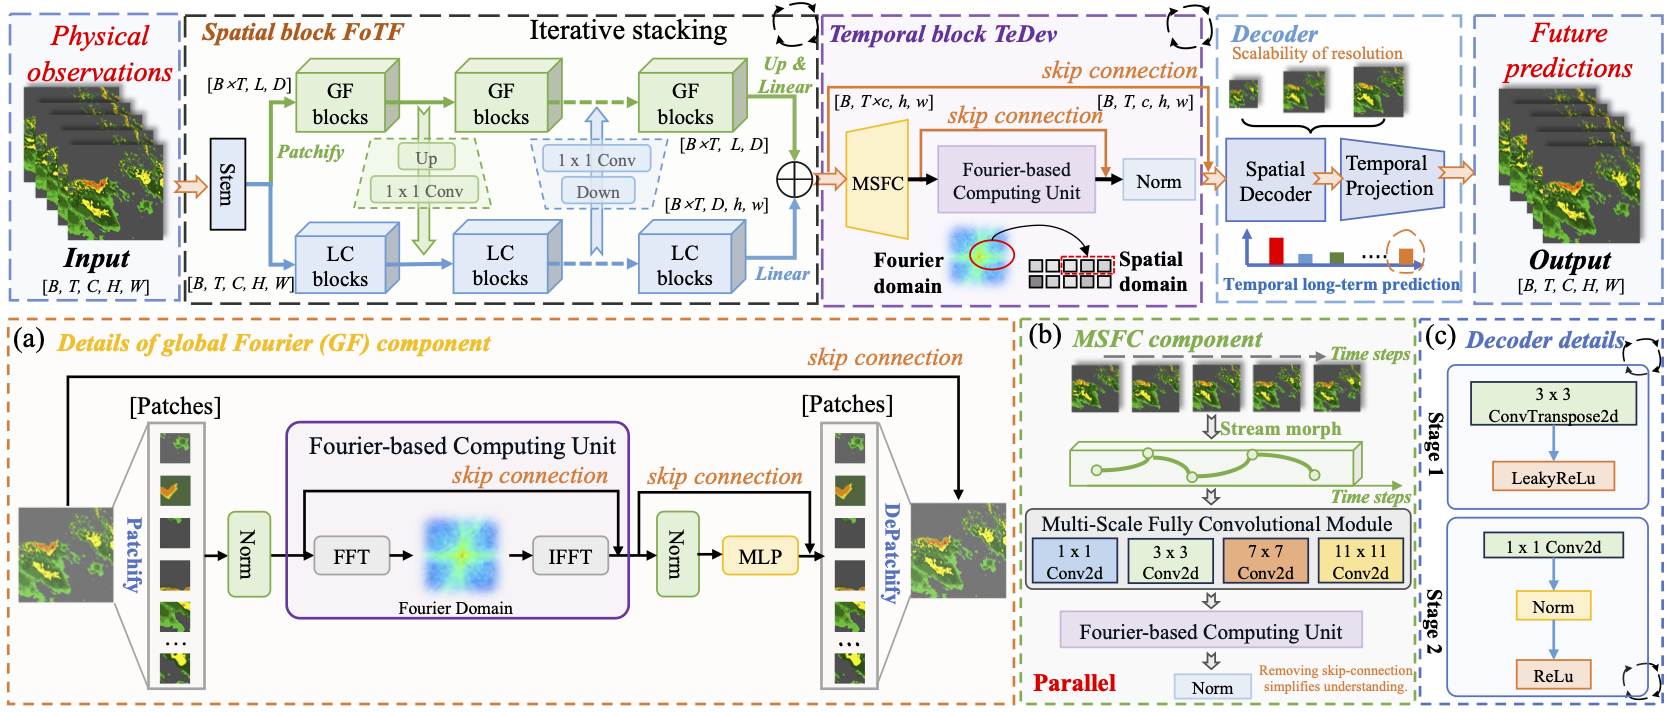 Physical
observations
Input
[B, T, C, H, W]
Spatial block FoTF
Iterative stacking
[B×T, L, D]
GF
blocks
GF
blocks
GF
blocks
Up &
Linear
Patchify
Stem
Up
1 x 1 Conv
1 x 1 Conv
Down
[B×T, L, D]
[B×T, D, h, w]
[B, T, C, H, W]
LC
blocks
LC
blocks
LC
blocks
Linear
Temporal block TeDev
skip connection
[B, T×c, h, w]
[B, T, c, h, w]
skip connection
MSFC
Fourier-based
Computing Unit
Norm
Fourier
domain
Spatial
domain
Decoder
Scalability of resolution
Spatial
Decoder
Temporal
Projection
Temporal long-term prediction
Future
predictions
Output
[B, T, C, H, W]
(a)
Details of global Fourier (GF) component
skip connection
[Patches]
[Patches]
Patchify
Norm
Fourier-based Computing Unit
skip connection
FFT
Fourier Domain
IFFT
skip connection
Norm
MLP
DePatchify
...
...
(b)
MSFC component
Time steps
Stream morph
Time steps
Multi-Scale Fully Convolutional Module
1 x 1
Conv2d
3 x 3
Conv2d
7 x 7
Conv2d
11 x 11
Conv2d
Fourier-based Computing Unit
Parallel
Norm
Removing skip-connection
simplifies understanding.
(c)
Decoder details
Stage 1
3 x 3
ConvTranspose2d
LeakyReLu
Stage 2
1 x 1 Conv2d
Norm
ReLu